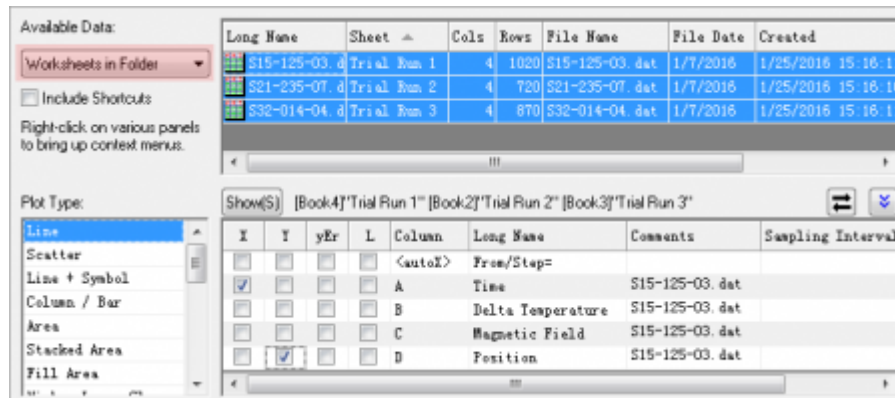 Available Data:
Worksheets in Folder
Include Shortcuts
Right-click on various panels
to bring up context menus.
Long Name Sheet Cols Rows File Name File Date Created
S15-125-03.d Trial Run 1 4 1020 S15-125-03.dat 1/7/2016 1/25/2016 15:16:1
S21-235-07.d Trial Run 2 4 720 S21-235-07.dat 1/7/2016 1/25/2016 15:16:1
S32-014-04.d Trial Run 3 4 870 S32-014-04.dat 1/7/2016 1/25/2016 15:16:1
Plot Type:
Line
Scatter
Line + Symbol
Column / Bar
Area
Stacked Area
Fill Area
Show(S) [Book4]"Trial Run 1"' [Book2]"Trial Run 2" [Book3]"Trial Run 3"
X Y yEr L Column Long Name Comments Sampling Interval
<autoX> From/Step=
A Time S15-125-03.dat
B Delta Temperature S15-125-03.dat
C Magnetic Field S15-125-03.dat
D Position S15-125-03.dat